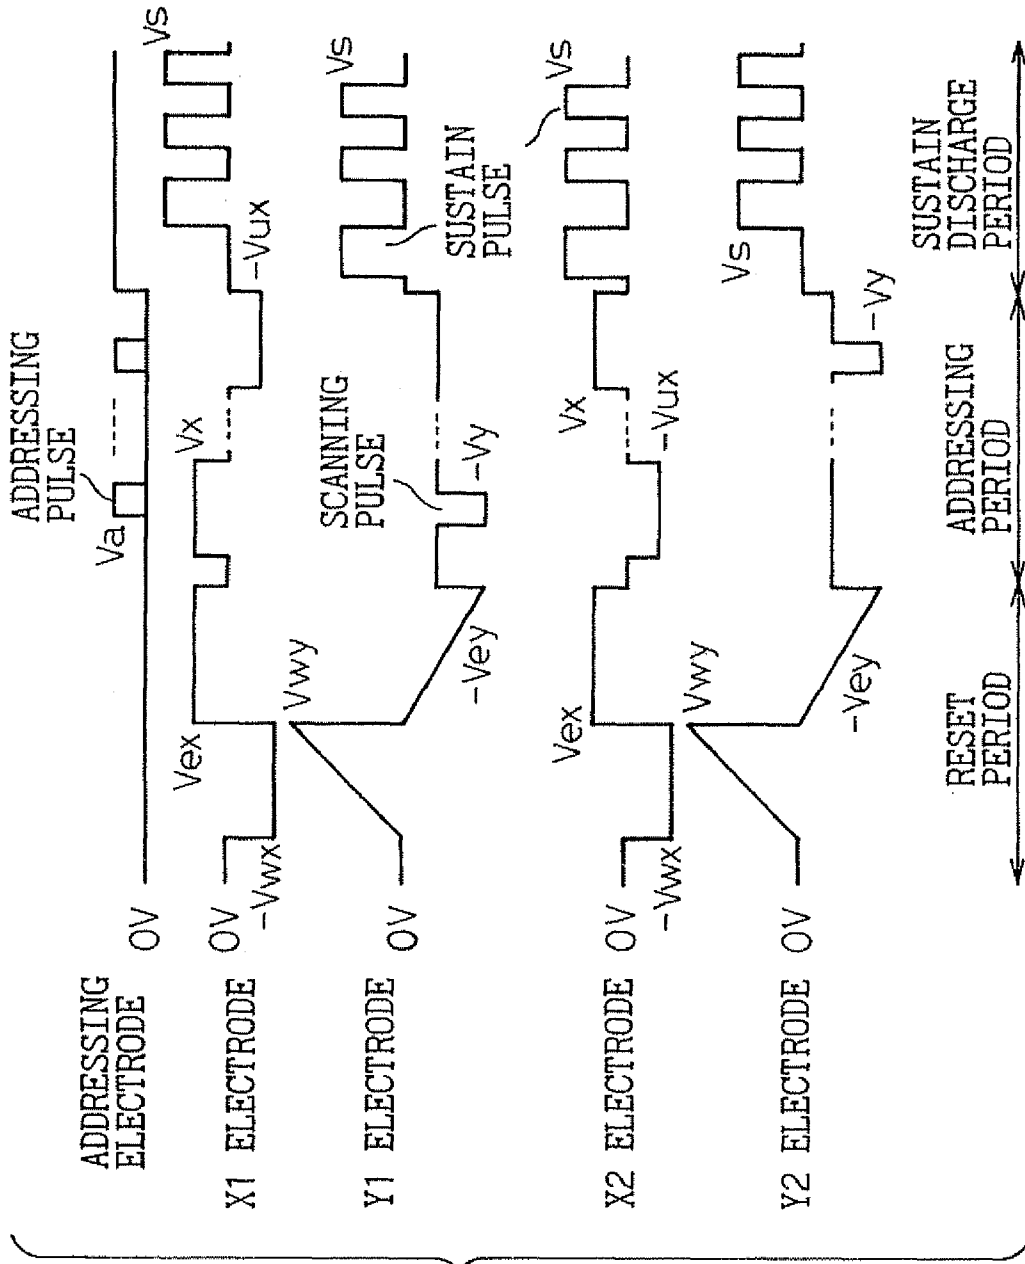 ADDRESSING
ELECTRODE
0V
Va
ADDRESSING
PULSE
X1 ELECTRODE
0V
-Vwx
Vex
Vx
-Vux
Vs
Y1 ELECTRODE
0V
Vwy
-Vey
SCANNING
PULSE
-Vy
SUSTAIN
PULSE
Vs
X2 ELECTRODE
0V
-Vwx
Vex
-Vux
Vx
Vs
Y2 ELECTRODE
0V
Vwy
-Vey
-Vy
Vs
RESET
PERIOD
ADDRESSING
PERIOD
SUSTAIN
DISCHARGE
PERIOD